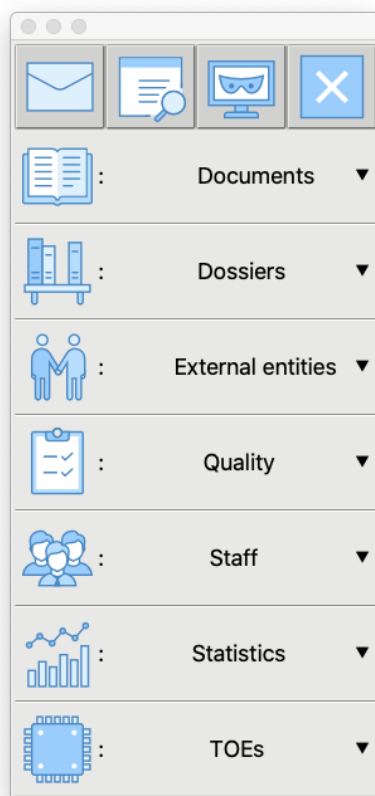 : Documents ▼
: Dossiers ▼
: External entities ▼
: Quality ▼
: Staff ▼
: Statistics ▼
: TOEs ▼